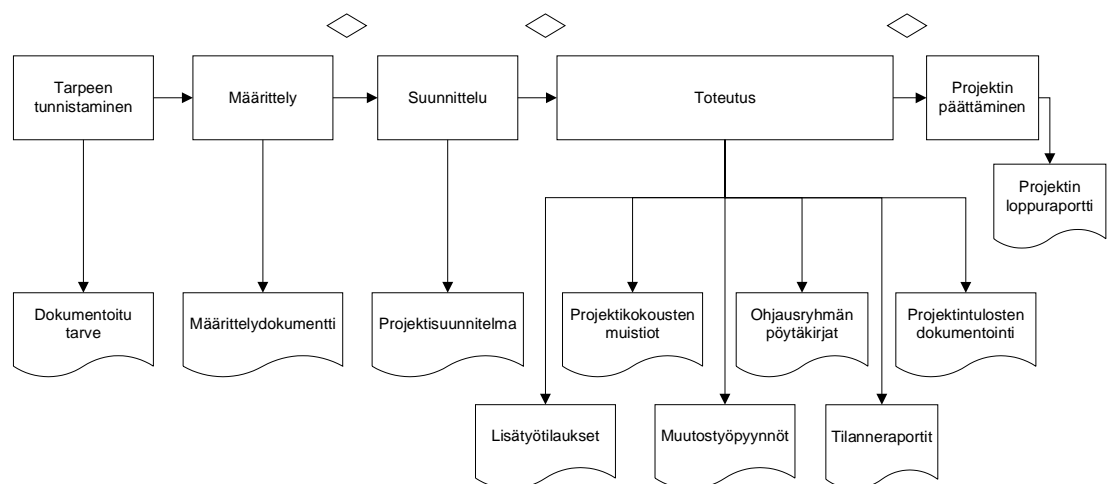 Tarpeen
tunnistaminen
Määrittely
Suunnittelu
Toteutus
Projektin
päättäminen
Projektin
loppuraportti
Dokumentoitu
tarve
Määrittelydokumentti
Projektisuunnitelma
Projektikokousten
muistiot
Ohjausryhmän
pöytäkirjat
Projektintulosten
dokumentointi
Lisätyötilaukset
Muutostyöpyynnöt
Tilanneraportit